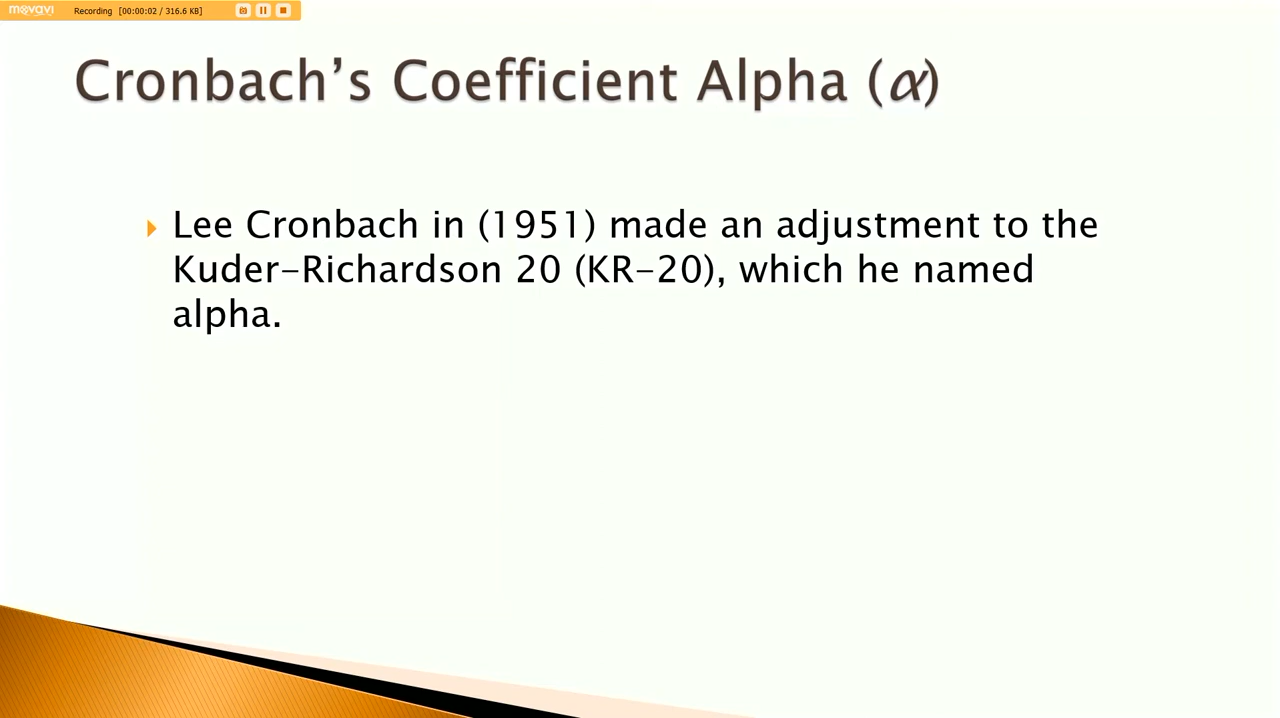 movavi Recording [00:00:02 / 316.6 KB]
Cronbach’s Coefficient Alpha (α)
Lee Cronbach in (1951) made an adjustment to the
Kuder-Richardson 20 (KR-20), which he named
alpha.